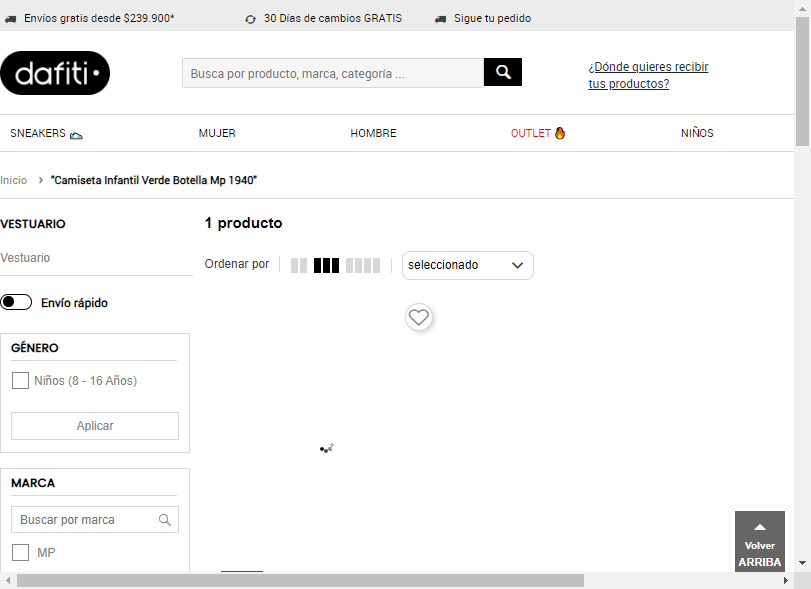 Envíos gratis desde $239.900*
30 Días de cambios GRATIS
Sigue tu pedido
dafiti
Busca por producto, marca, categoría ...
¿Dónde quieres recibir
tus productos?
SNEAKERS
MUJER
HOMBRE
OUTLET
NIÑOS
Inicio › "Camiseta Infantil Verde Botella Mp 1940"
VESTUARIO
Vestuario
Envío rápido
GÉNERO
Niños (8 - 16 Años)
Aplicar
MARCA
Buscar por marca
MP
1 producto
Ordenar por
seleccionado
Volver
ARRIBA